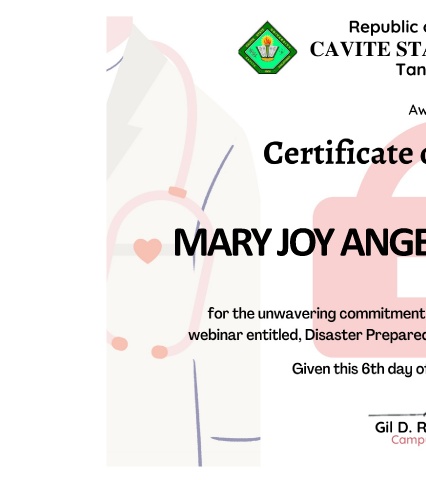 Republic
CAVITE STA
Tan
Aw
Certificate
MARY JOY ANGE
for the unwavering commitment
webinar entitled, Disaster Prepared
Given this 6th day of
Gil D. R
Camp